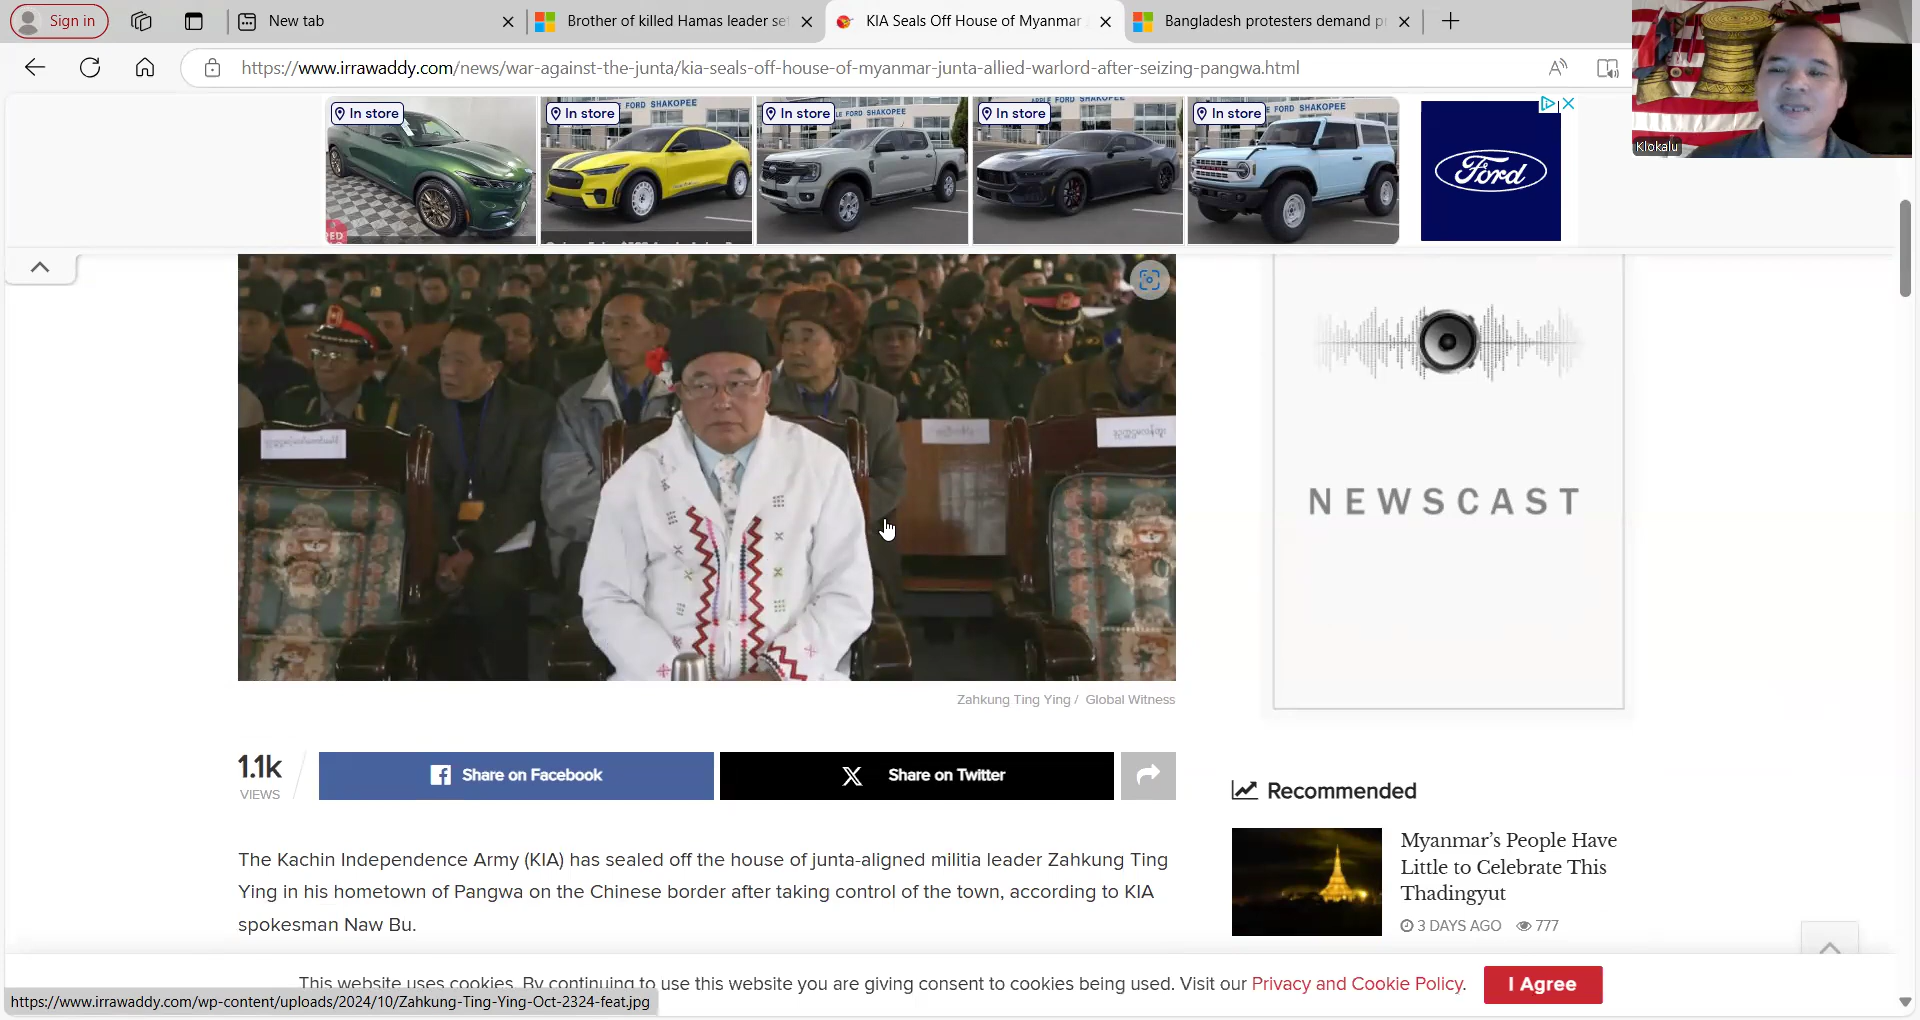 Sign in
New tab
Brother of killed Hamas leader se
KIA Seals Off House of Myanmar
Bangladesh protesters demand p
https://www.irrawaddy.com/news/war-against-the-junta/kia-seals-off-house-of-myanmar-junta-allied-warlord-after-seizing-pangwa.html
In store
In store
In store
In store
In store
FORD SHAKOPEE
FORD SHAKOPEE
APPLE FORD SHAKOPEE
Ford
Klokalu
NEWSCAST
Zahkung Ting Ying / Global Witness
1.1k
VIEWS
Share on Facebook
X Share on Twitter
Recommended
Myanmar’s People Have
Little to Celebrate This
Thadingyut
3 DAYS AGO 777
The Kachin Independence Army (KIA) has sealed off the house of junta-aligned militia leader Zahkung Ting
Ying in his hometown of Pangwa on the Chinese border after taking control of the town, according to KIA
spokesman Naw Bu.
This website uses cookies. By continuing to use this website you are giving consent to cookies being used. Visit our Privacy and Cookie Policy.
I Agree
https://www.irrawaddy.com/wp-content/uploads/2024/10/Zahkung-Ting-Ying-Oct-2324-feat.jpg